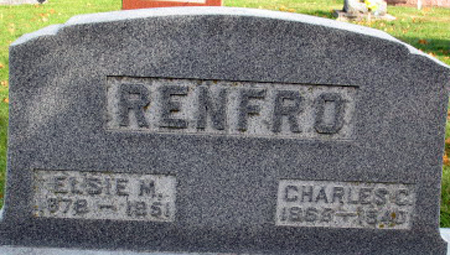 RENFRO
ELSIE M.
1878 — 1951
CHARLES C.